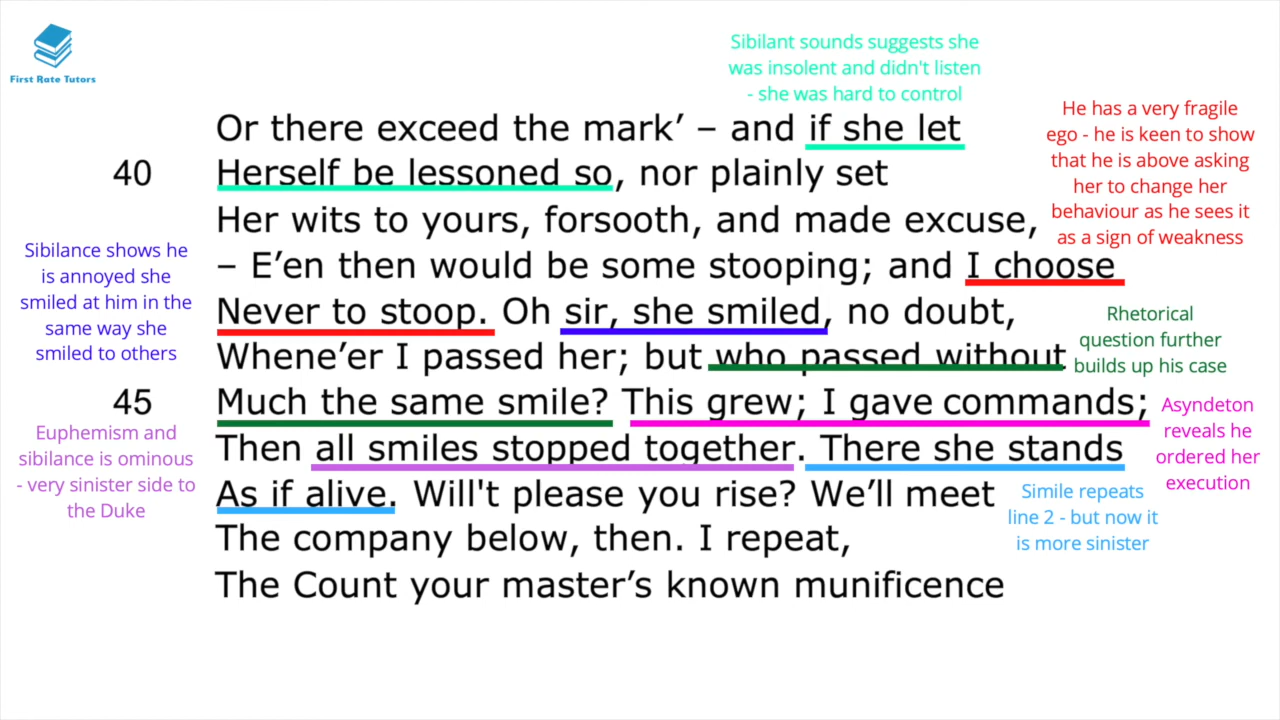 First Rate Tutors
Sibilant sounds suggests she
was insolent and didn't listen
- she was hard to control
He has a very fragile
ego - he is keen to show
that he is above asking
her to change her
behaviour as he sees it
as a sign of weakness
Or there exceed the mark’ – and if she let
40 Herself be lessoned so, nor plainly set
Her wits to yours, forsooth, and made excuse,
– E’en then would be some stooping; and I choose
Never to stoop. Oh sir, she smiled, no doubt,
Whene’er I passed her; but who passed without
45 Much the same smile? This grew; I gave commands;
Then all smiles stopped together. There she stands
As if alive. Will't please you rise? We’ll meet
The company below, then. I repeat,
The Count your master’s known munificence
Sibilance shows he
is annoyed she
smiled at him in the
same way she
smiled to others
Rhetorical
question further
builds up his case
Euphemism and
sibilance is ominous
- very sinister side to
the Duke
Asyndeton
reveals he
ordered her
execution
Simile repeats
line 2 - but now it
is more sinister